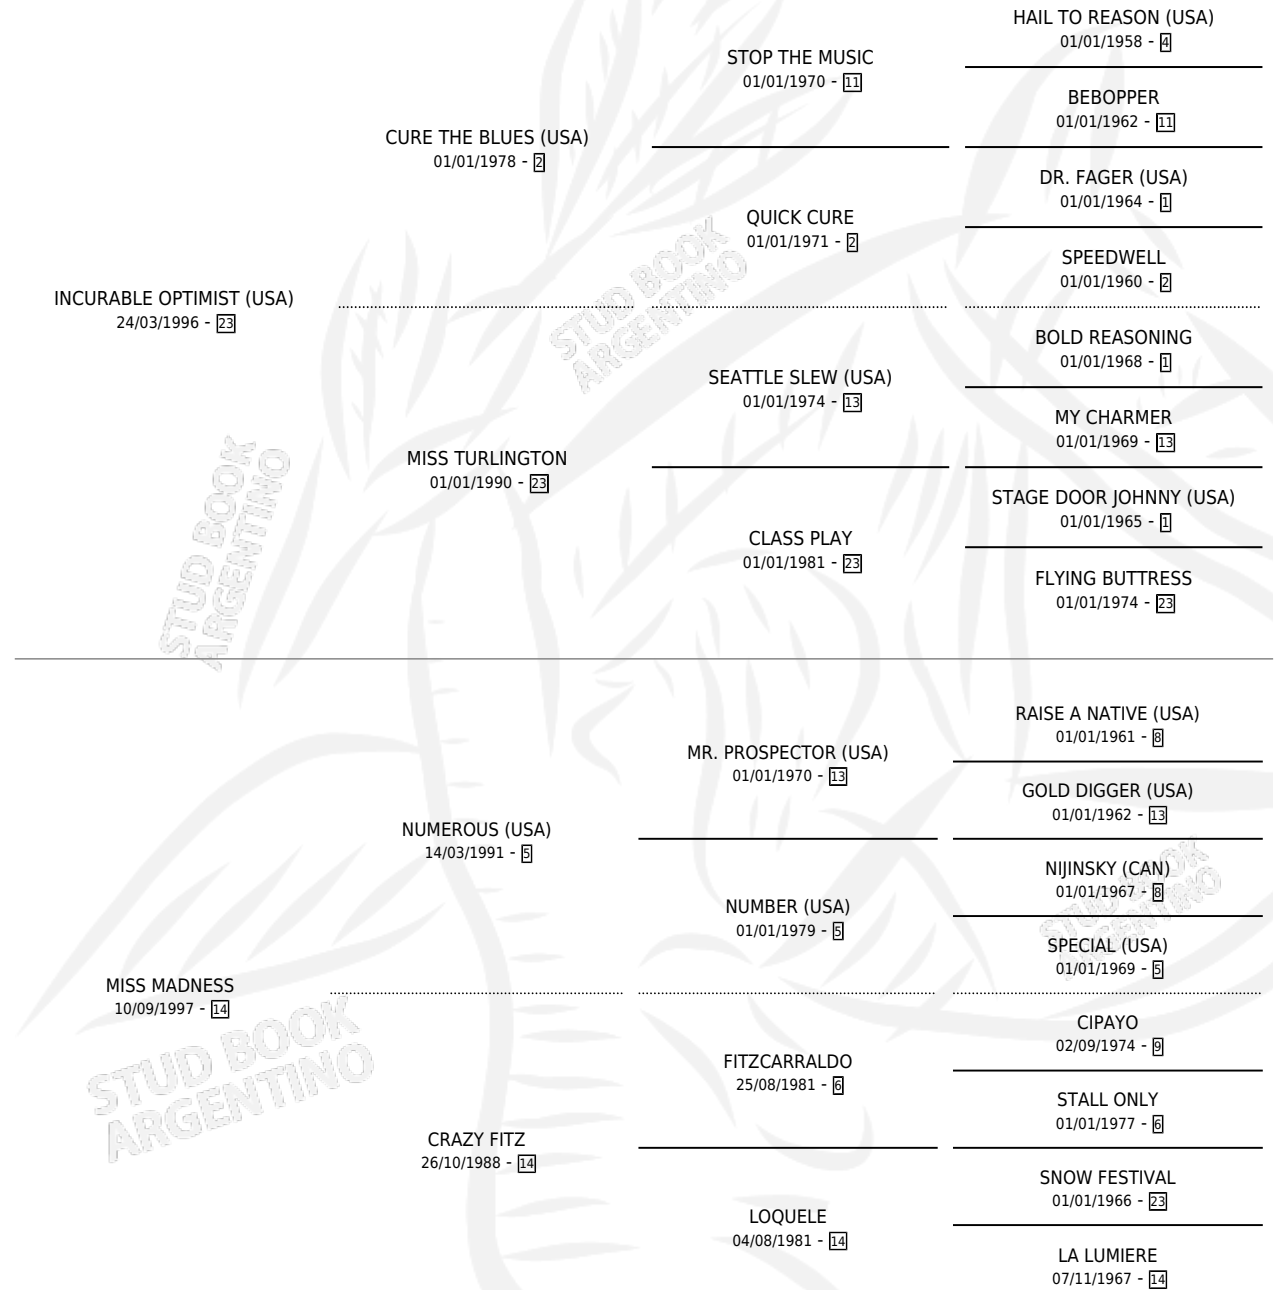 HAIL TO REASON (USA)
01/01/1958 - 4
STOP THE MUSIC
01/01/1970 - 11
BEBOPPER
01/01/1962 - 11
CURE THE BLUES (USA)
01/01/1978 - 2
DR. FAGER (USA)
01/01/1964 - 1
QUICK CURE
01/01/1971 - 2
SPEEDWELL
01/01/1960 - 2
INCURABLE OPTIMIST (USA)
24/03/1996 - 23
STUD BOOK
ARGENTINO
BOLD REASONING
01/01/1968 - 1
SEATTLE SLEW (USA)
01/01/1974 - 13
MY CHARMER
01/01/1969 - 13
MISS TURLINGTON
01/01/1990 - 23
STAGE DOOR JOHNNY (USA)
01/01/1965 - 1
CLASS PLAY
01/01/1981 - 23
FLYING BUTTRESS
01/01/1974 - 23
STUD BOOK
ARGENTINO
RAISE A NATIVE (USA)
01/01/1961 - 8
MR. PROSPECTOR (USA)
01/01/1970 - 13
GOLD DIGGER (USA)
01/01/1962 - 13
NUMEROUS (USA)
14/03/1991 - 5
NIJINSKY (CAN)
01/01/1967 - 8
NUMBER (USA)
01/01/1979 - 5
SPECIAL (USA)
01/01/1969 - 5
STUD BOOK
ARGENTINO
MISS MADNESS
10/09/1997 - 14
CIPAYO
02/09/1974 - 9
FITZCARRALDO
25/08/1981 - 6
STALL ONLY
01/01/1977 - 6
STUD BOOK
ARGENTINO
CRAZY FITZ
26/10/1988 - 14
SNOW FESTIVAL
01/01/1966 - 23
LOQUELE
04/08/1981 - 14
LA LUMIERE
07/11/1967 - 14